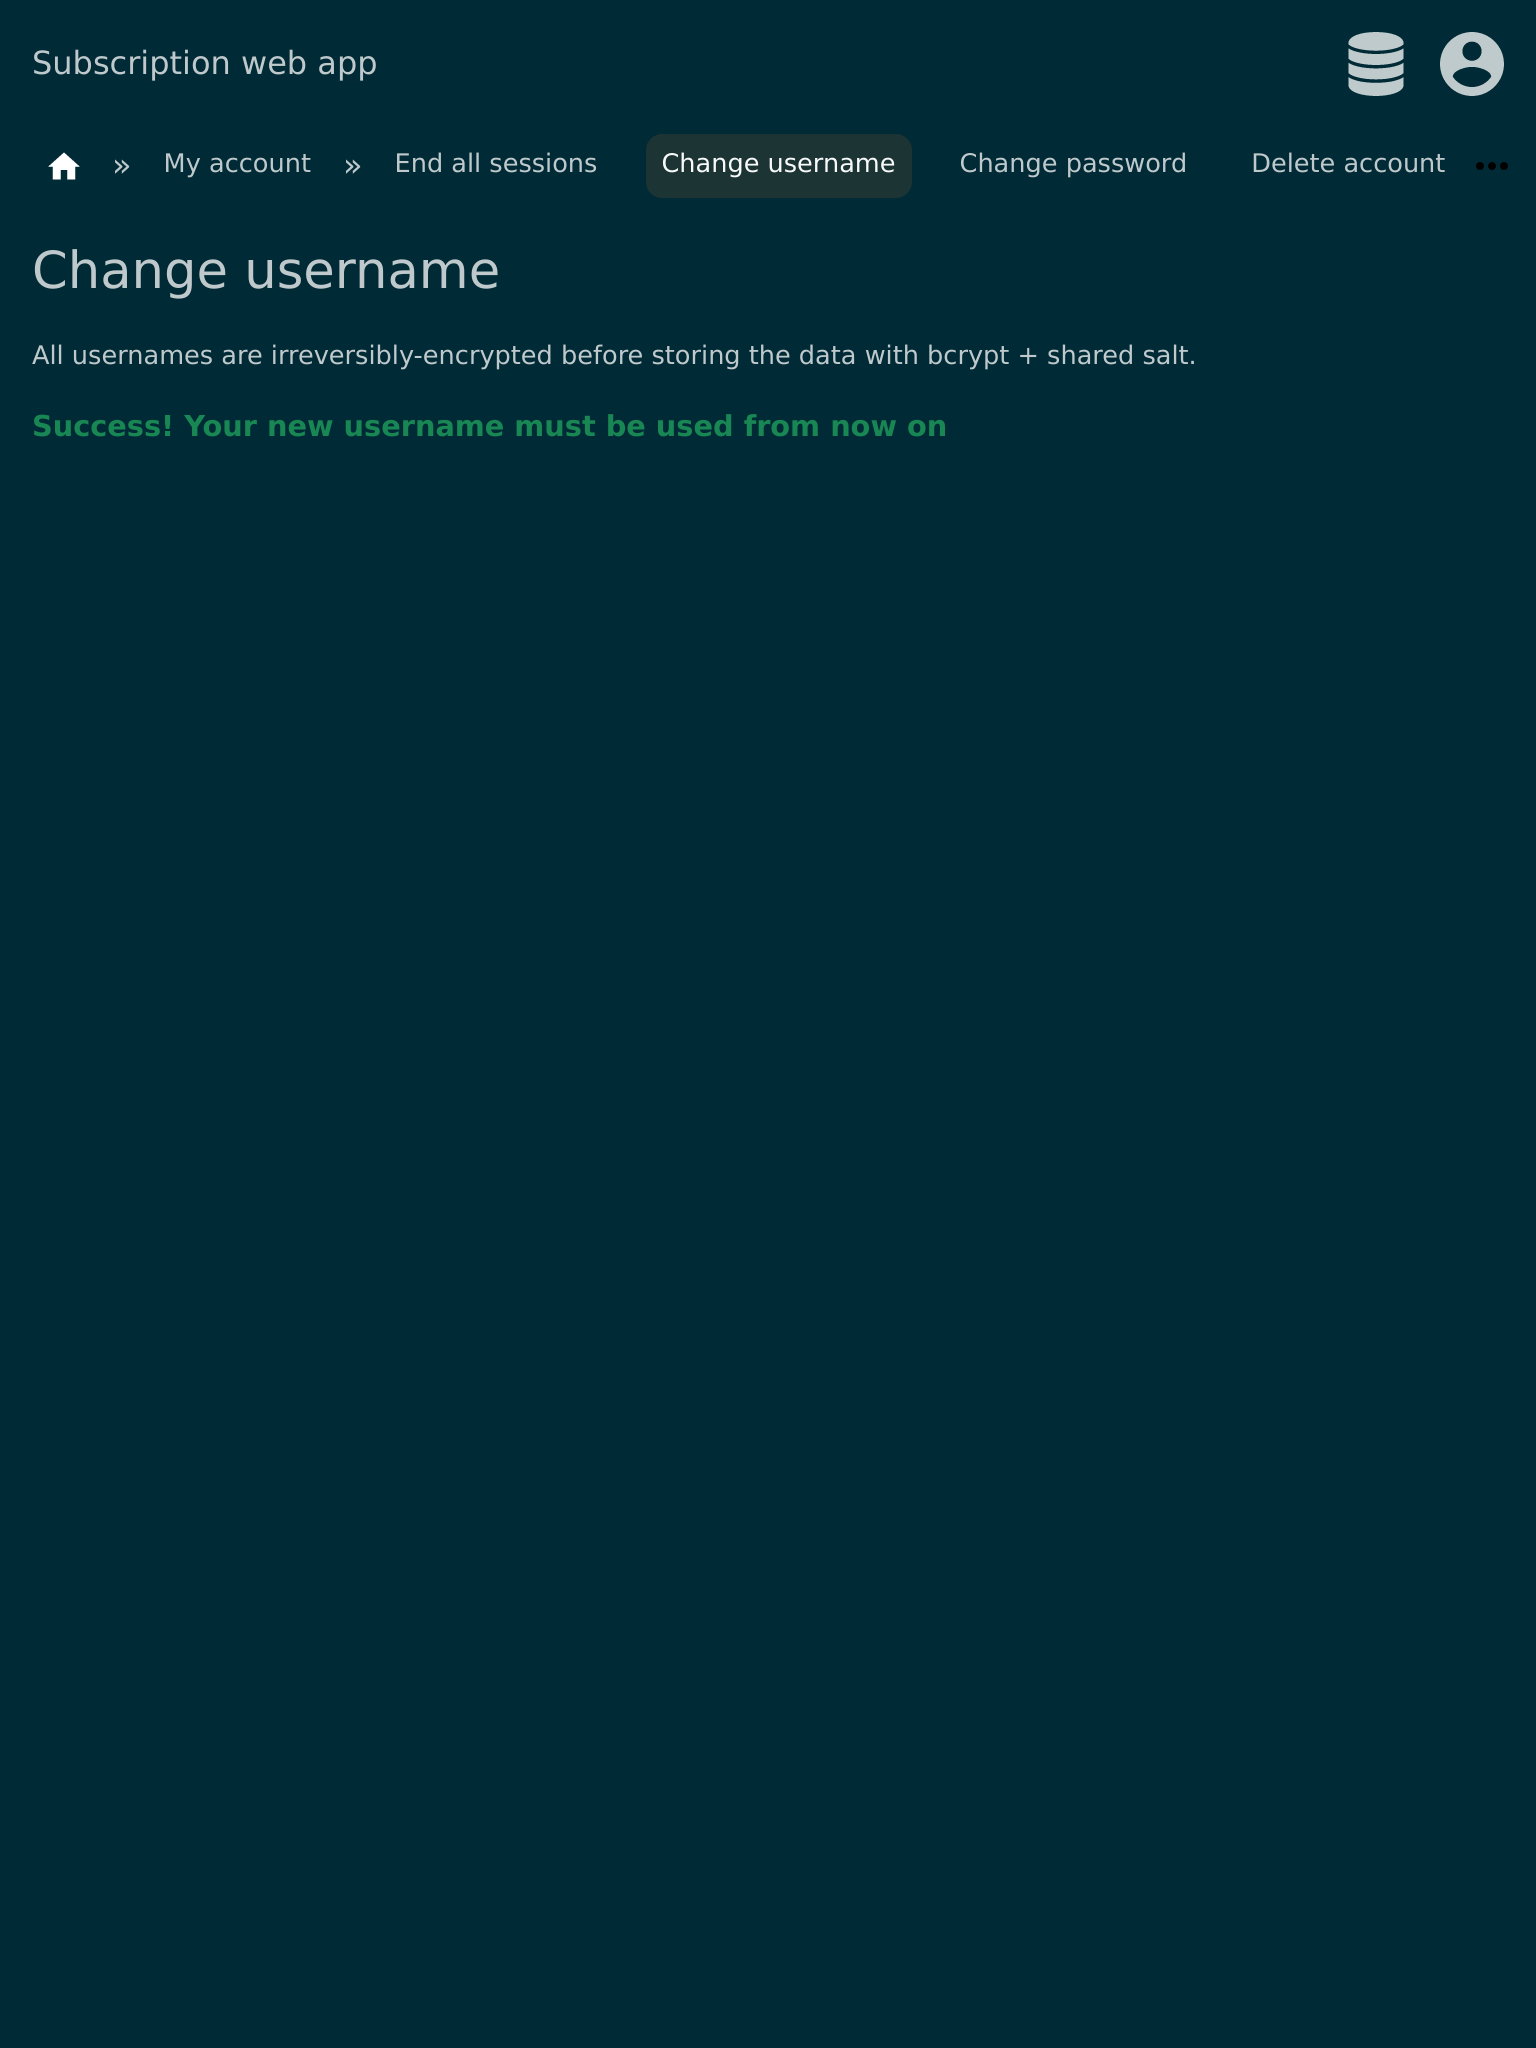 Subscription web app
» My account » End all sessions Change username Change password Delete account •••
Change username
All usernames are irreversibly-encrypted before storing the data with bcrypt + shared salt.
Success! Your new username must be used from now on